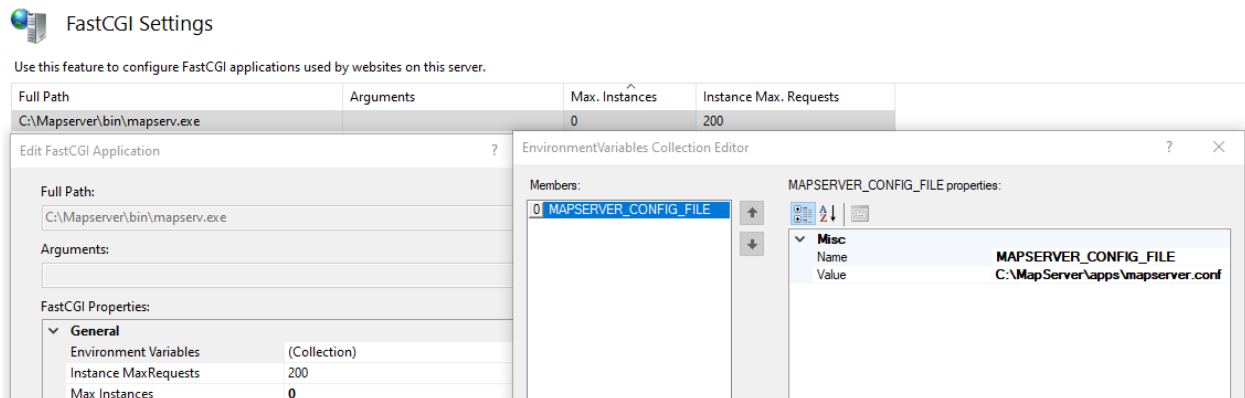 FastCGI Settings
Use this feature to configure FastCGI applications used by websites on this server.
Full Path Arguments Max. Instances Instance Max. Requests
C:\Mapserver\bin\mapserv.exe 0 200
Edit FastCGI Application ?
Full Path:
C:\Mapserver\bin\mapserv.exe
Arguments:
FastCGI Properties:
General
Environment Variables (Collection)
Instance MaxRequests 200
Max Instances 0
EnvironmentVariables Collection Editor ?
Members:
0 MAPSERVER_CONFIG_FILE
MAPSERVER_CONFIG_FILE properties:
Misc
Name MAPSERVER_CONFIG_FILE
Value C:\MapServer\apps\mapserver.conf